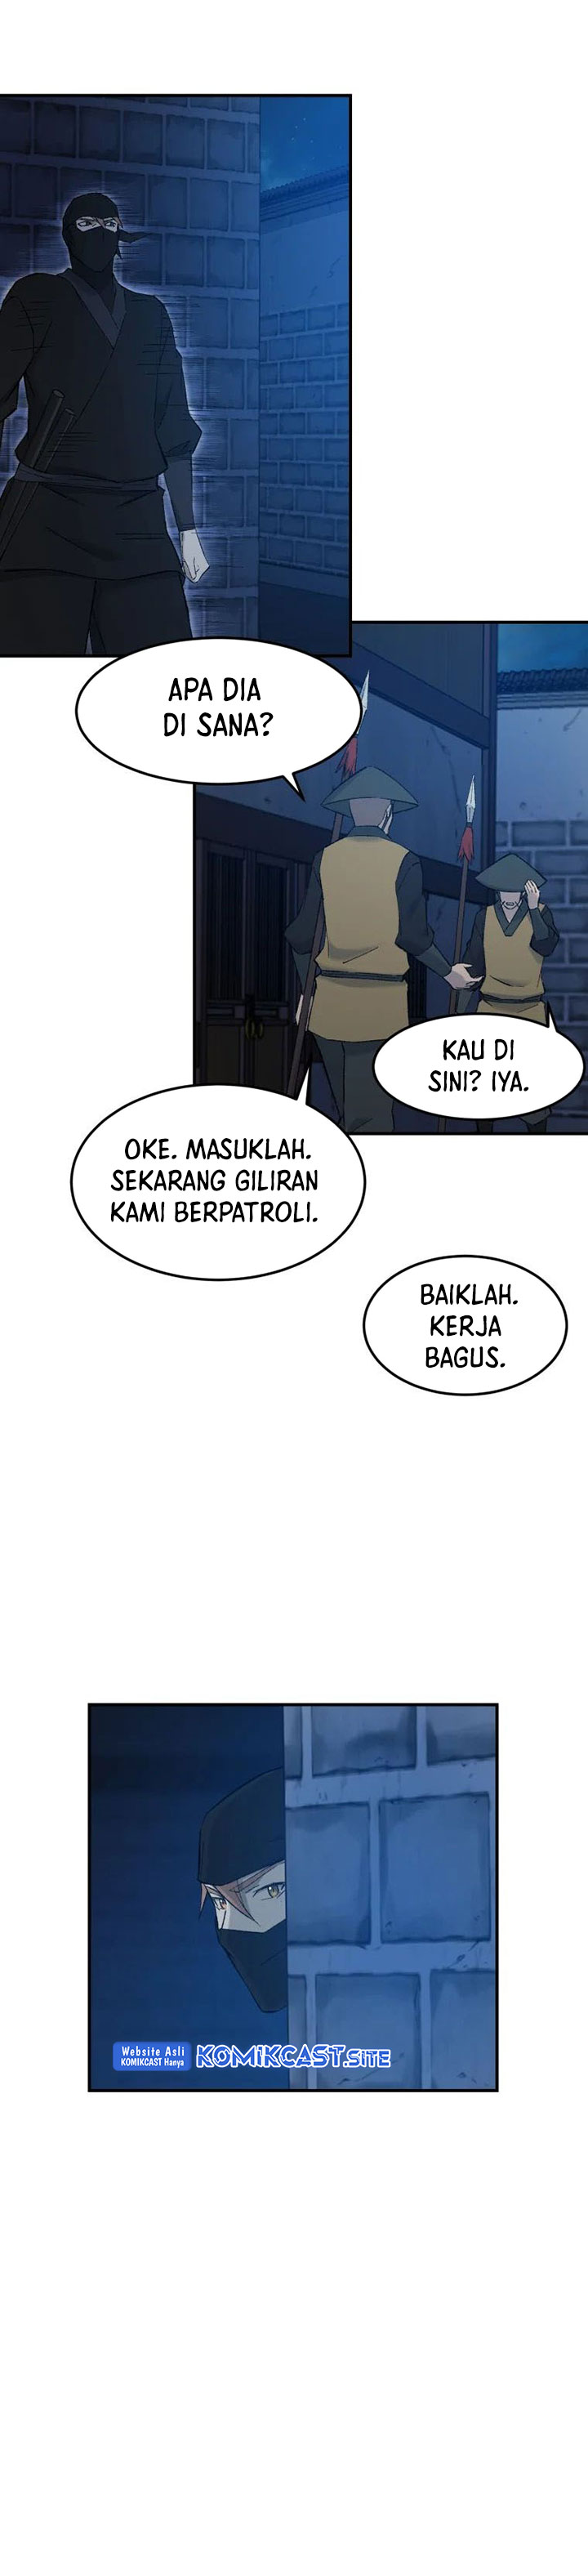 APA DIA
DI SANA?
KAU DI
SINI? IYA.
OKE. MASUKLAH.
SEKARANG GILIRAN
KAMI BERPATROLI.
BAIKLAH.
KERJA
BAGUS.
Website Asli
KOMIKCAST Hanya
KOMIKCAST.SITE